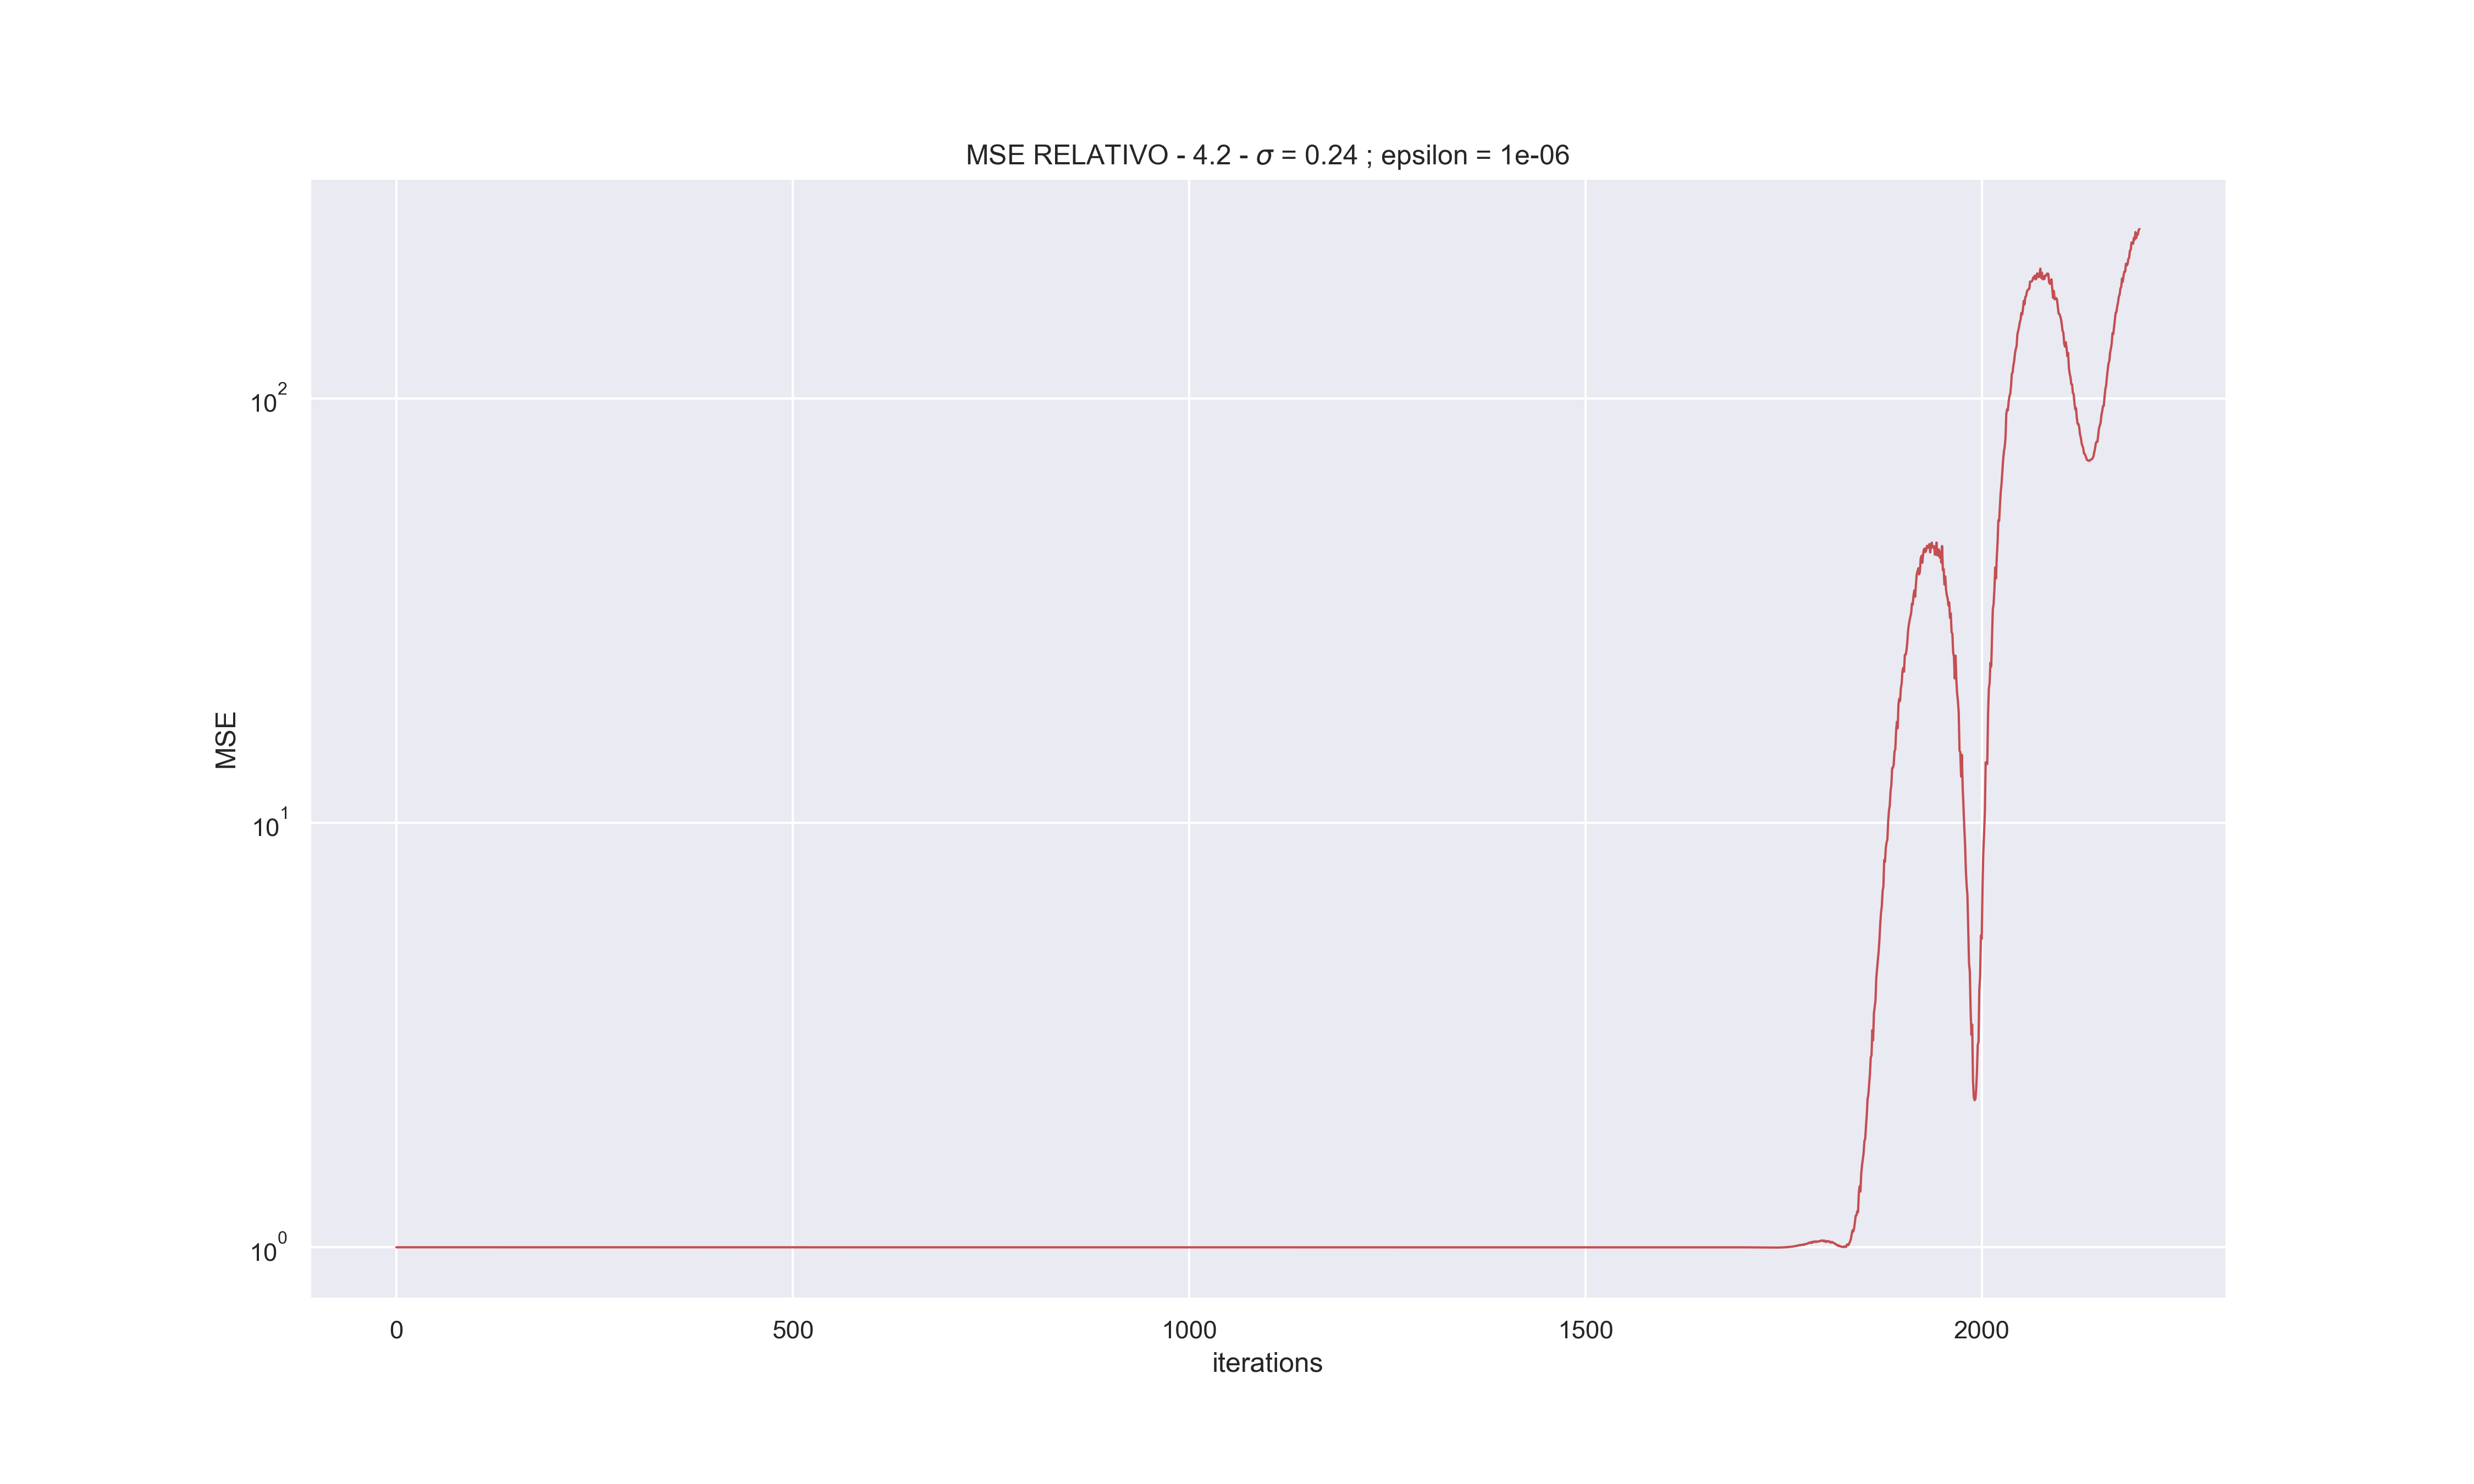 MSE RELATIVO - 4.2 - σ = 0.24 ; epsilon = 1e-06
10²
10¹
10⁰
MSE
0 500 1000 1500 2000
iterations